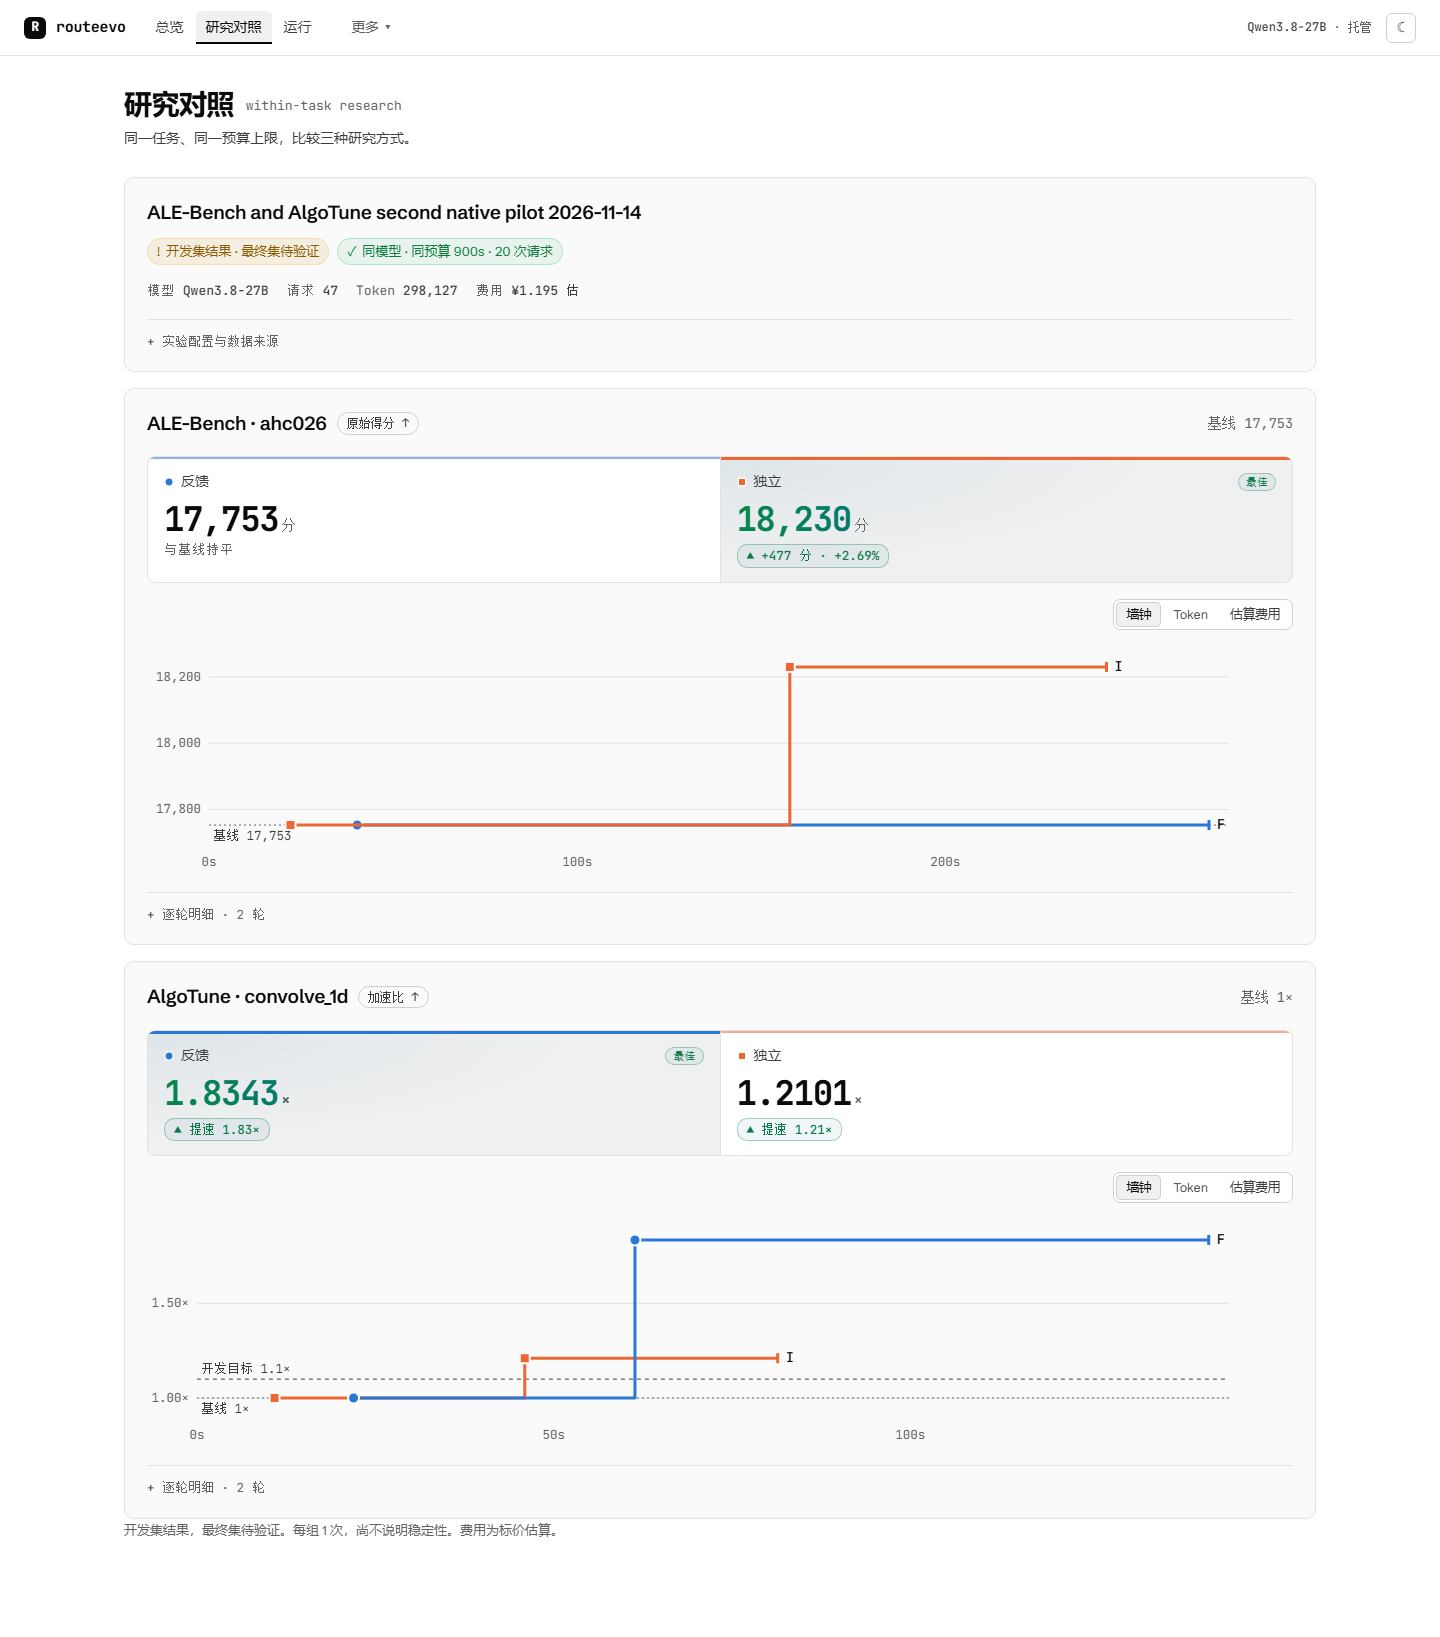 R routeevo 总览 研究对照 运行 更多 ▾ Qwen3.8-27B · 托管 ☾
研究对照 within-task research
同一任务、同一预算上限，比较三种研究方式。
ALE-Bench and AlgoTune second native pilot 2026-11-14
! 开发集结果 · 最终集待验证 ✓ 同模型 · 同预算 900s · 20 次请求
模型 Qwen3.8-27B 请求 47 Token 298,127 费用 ¥1.195 估
+ 实验配置与数据来源
ALE-Bench · ahc026 原始得分 ↑ 基线 17,753
反馈 独立 最佳
17,753 分 18,230 分
与基线持平 ▲ +477 分 · +2.69%
墙钟 Token 估算费用
I
18,200
18,000
17,800
F
基线 17,753
0s 100s 200s
+ 逐轮明细 · 2 轮
AlgoTune · convolve_1d 加速比 ↑ 基线 1×
反馈 最佳 独立
1.8343× 1.2101×
▲ 提速 1.83× ▲ 提速 1.21×
墙钟 Token 估算费用
F
1.50×
I
开发目标 1.1×
1.00×
基线 1×
0s 50s 100s
+ 逐轮明细 · 2 轮
开发集结果，最终集待验证。每组 1 次，尚不说明稳定性。费用为标价估算。